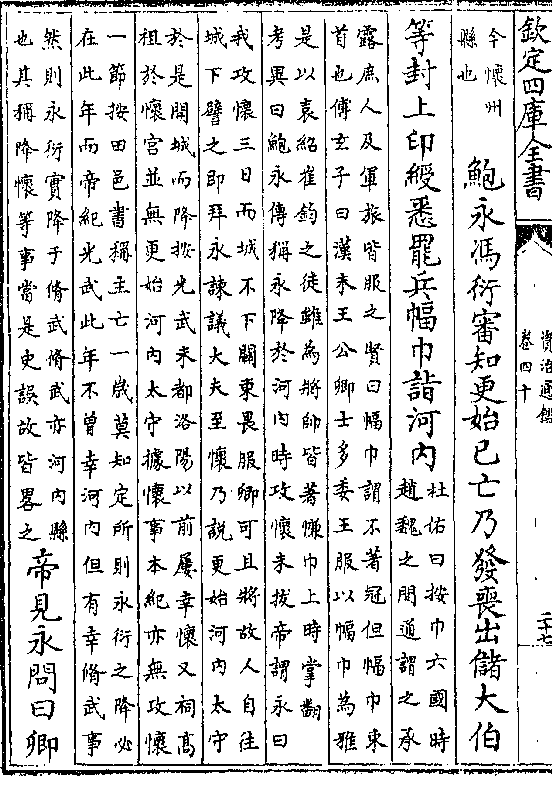 欽定四庫全書
資治通鑑
卷四十
二十七
今懷州
縣也
鮑永馮衍審知更始已亡乃發喪出儲大伯
等封上印綬悉罷兵幅巾詣河内
杜佑曰按巾六國時
趙魏之間通謂之承
露庶人及軍旅皆服之賢曰幅巾謂不著冠但幅巾束
首也傅玄子曰漢末王公卿士多委王服以幅巾為雅
是以袁紹崔鈞之徒雖為將帥皆著縑巾上時掌翻
考異曰鮑永傳稱永降於河内時攻懷未拔帝謂永曰
我攻懷三日而城不下關東畏服卿可且將故人自往
城下譬之即拜永諫議大夫至懷乃說更始河内太守
於是開城而降按光武未都洛陽以前屢幸懷又祠髙
祖於懷宫並無更始河内太守據懷事本紀亦無攻懷
一節按田邑書稱主亡一歲莫知定所則永衍之降必
在此年而帝紀光武此年不曾幸河内但有幸脩武事
然則永衍實降于脩武脩武亦河内縣
也其稱降懷等事當是史誤故皆畧之
帝見永問曰卿